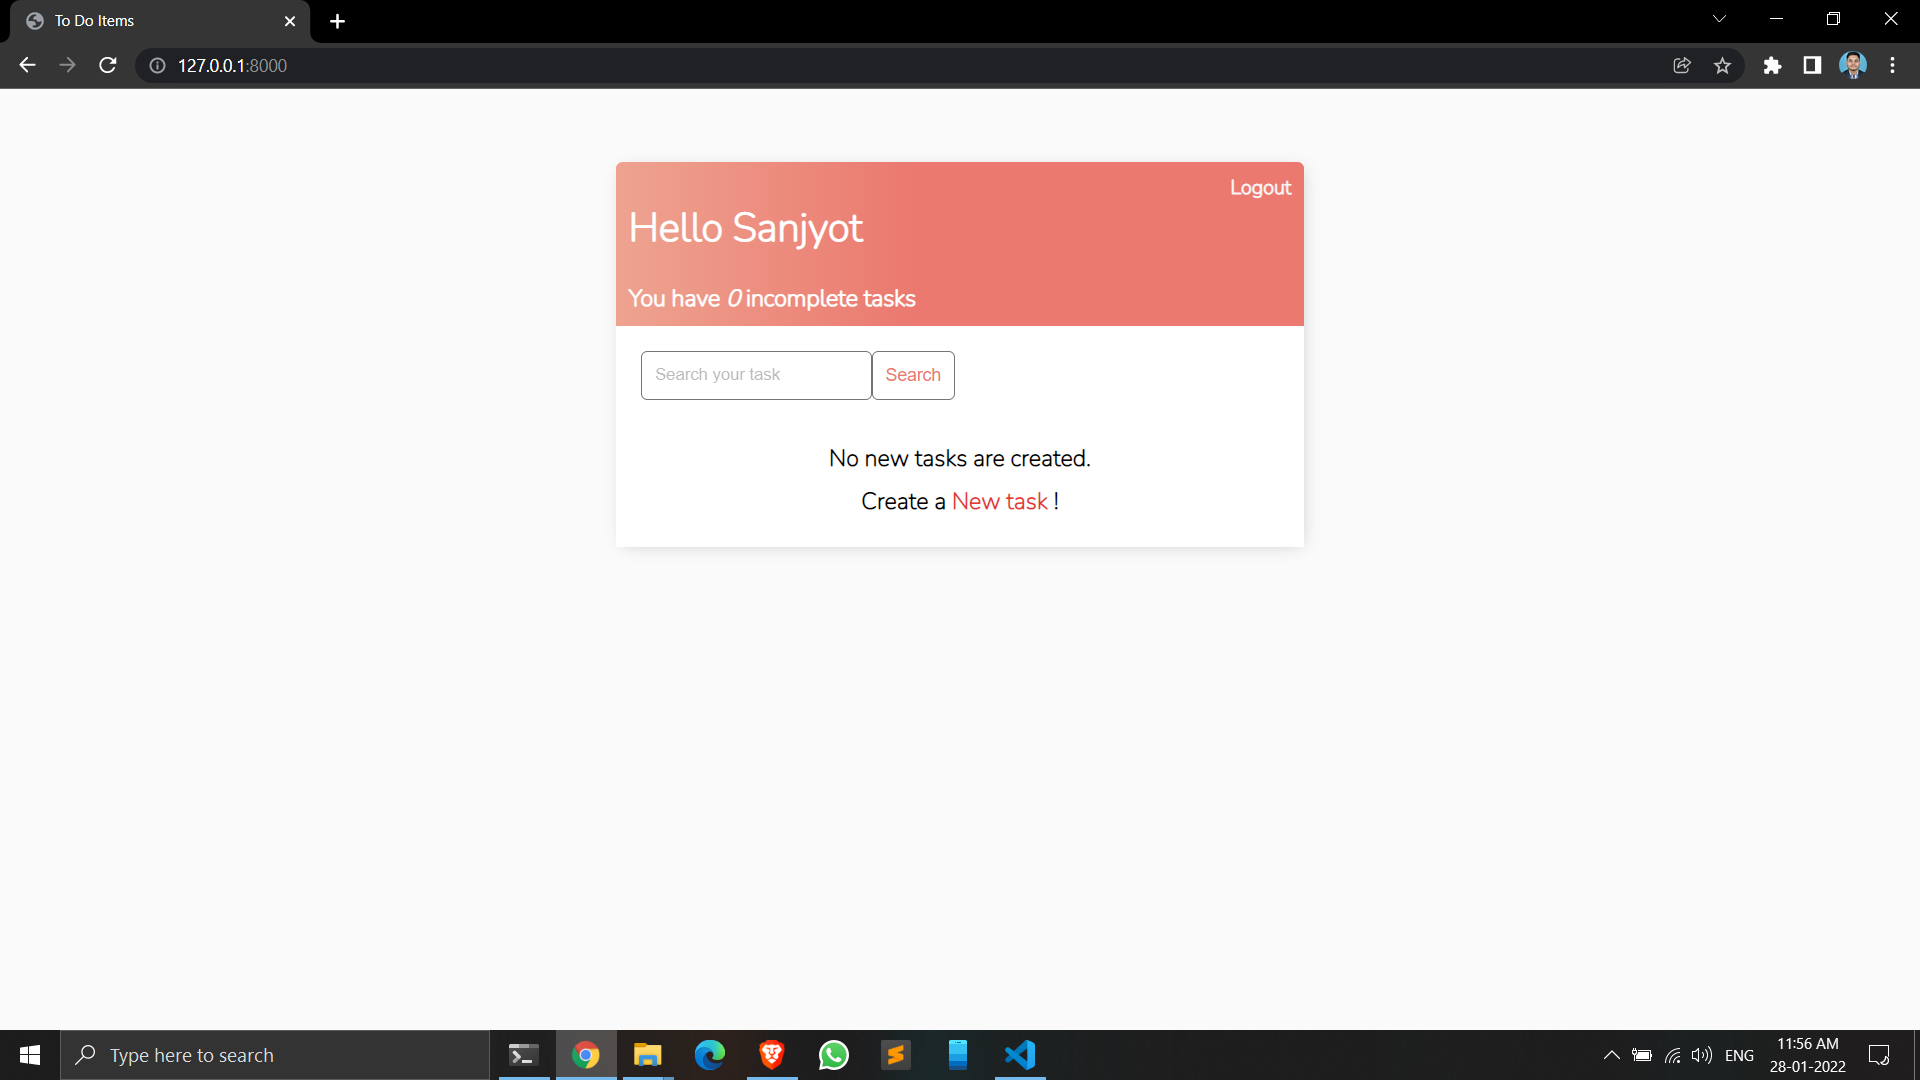 To Do Items
127.0.0.1:8000
Logout
Hello Sanjyot
You have 0 incomplete tasks
Search your task
Search
No new tasks are created.
Create a New task !
Type here to search
ENG
11:56 AM
28-01-2022